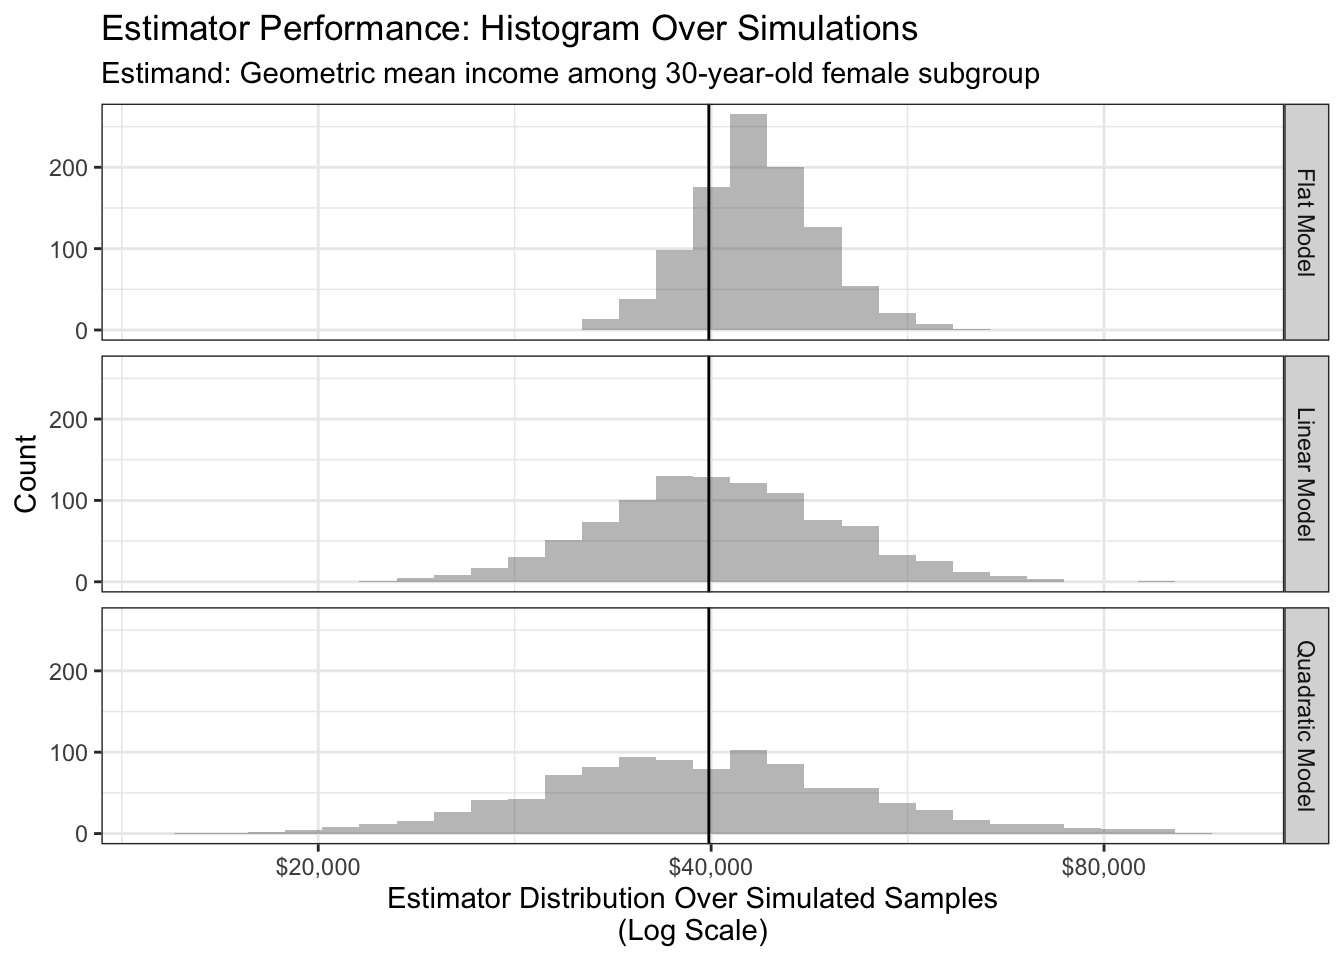 Estimator Performance: Histogram Over Simulations
Estimand: Geometric mean income among 30-year-old female subgroup
Count
200
100
0
Flat Model
200
100
0
Linear Model
200
100
0
Quadratic Model
$20,000
$40,000
$80,000
Estimator Distribution Over Simulated Samples
(Log Scale)